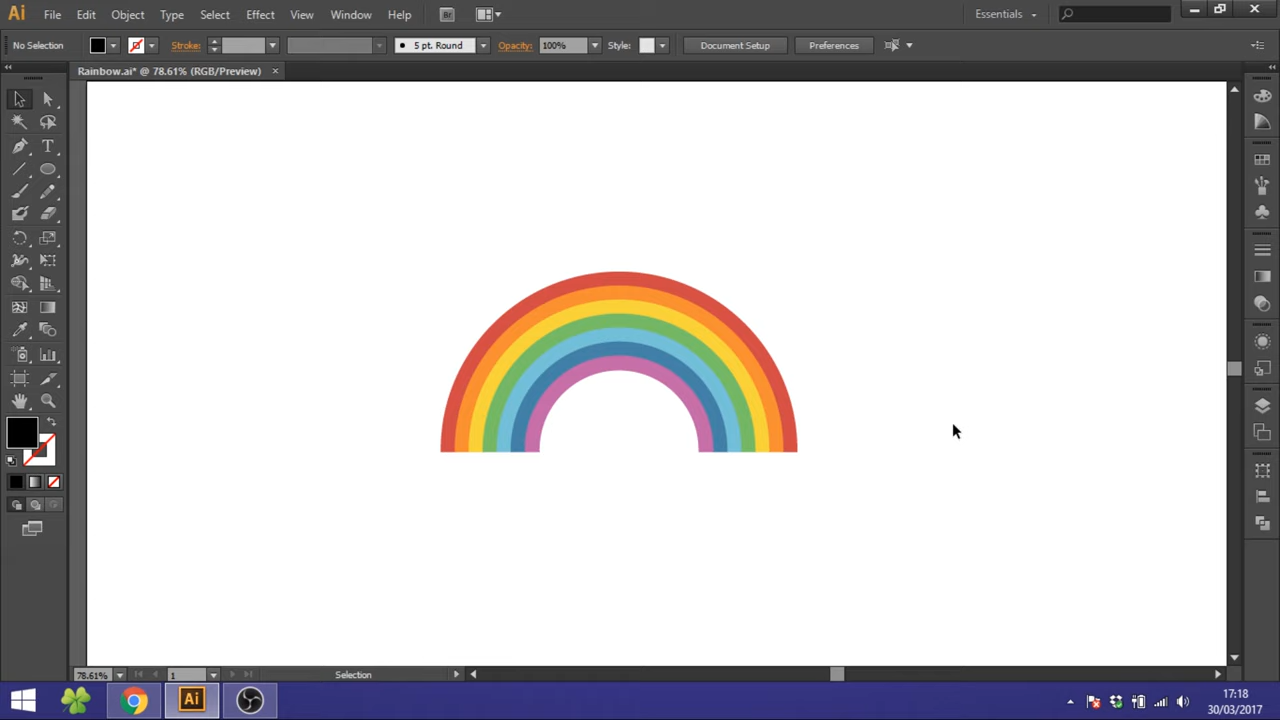 Ai File Edit Object Type Select Effect View Window Help Br Essentials
No Selection Stroke: 5 pt. Round Opacity: 100% Style: Document Setup Preferences
Rainbow.ai* @ 78.61% (RGB/Preview) ×
T
78.61% 1 Selection
Ai 17:18
30/03/2017